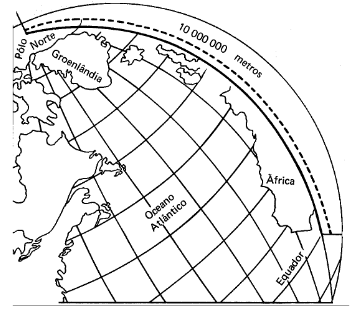 Pólo
Norte
10 000 000 metros
Groenlândia
África
Oceano
Atlântico
Equador